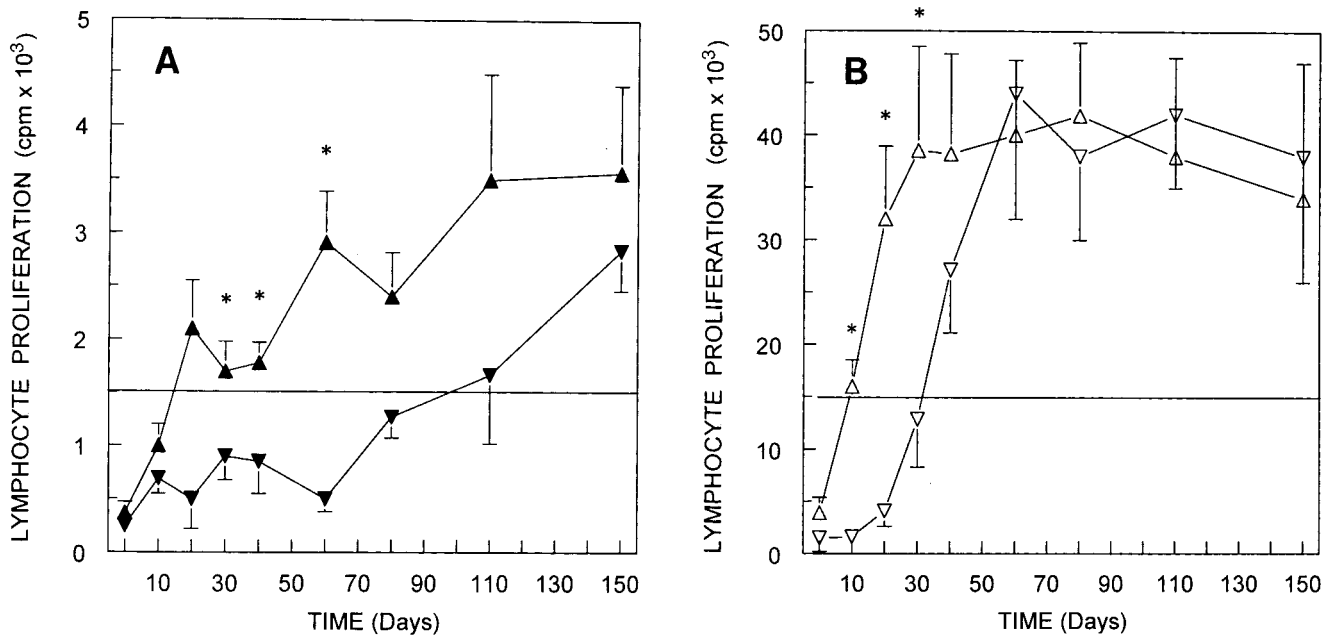 A
LYMPHOCYTE PROLIFERATION (cpm x 10³)
5
4
3
2
1
0
*
*
*
10 30 50 70 90 110 130 150
TIME (Days)
B
LYMPHOCYTE PROLIFERATION (cpm x 10³)
50
40
30
20
10
0
*
*
*
10 30 50 70 90 110 130 150
TIME (Days)